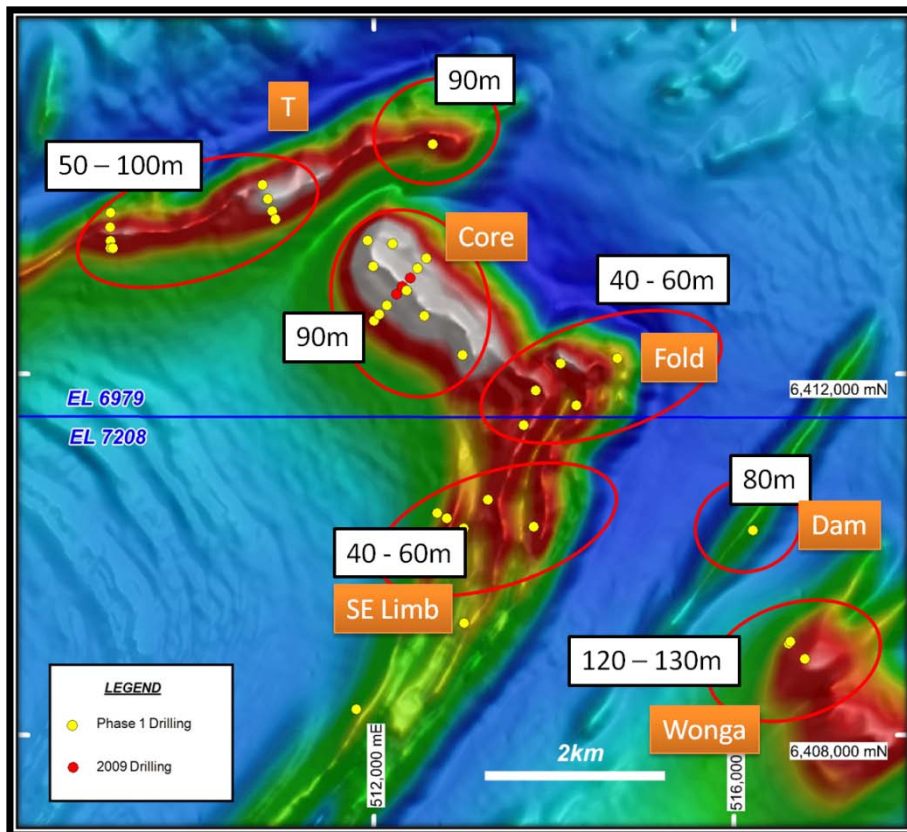 90m
T
50 – 100m
Core
40 - 60m
90m
Fold
6,412,000 mN
EL 6979
EL 7208
80m
Dam
40 - 60m
SE Limb
120 – 130m
Wonga
LEGEND
Phase 1 Drilling
2009 Drilling
2km
512,000 mE
516,000
6,408,000 mN